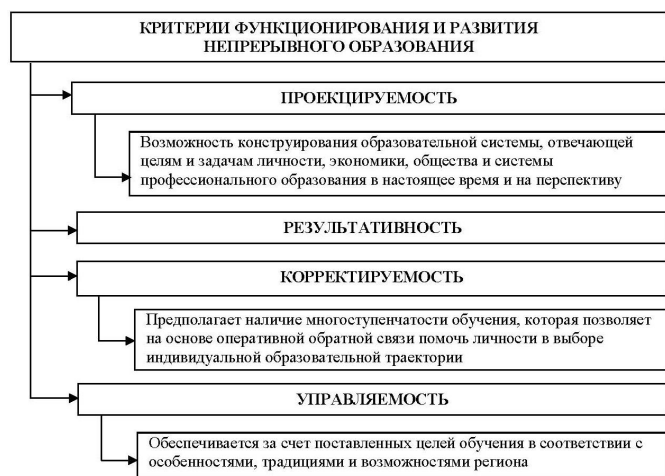 КРИТЕРИИ ФУНКЦИОНИРОВАНИЯ И РАЗВИТИЯ
НЕПРЕРЫВНОГО ОБРАЗОВАНИЯ
ПРОЕКЦИРУЕМОСТЬ
Возможность конструирования образовательной системы, отвечающей
целям и задачам личности, экономики, общества и системы
профессионального образования в настоящее время и на перспективу
РЕЗУЛЬТАТИВНОСТЬ
КОРРЕКТИРУЕМОСТЬ
Предполагает наличие многоступенчатости обучения, которая позволяет
на основе оперативной обратной связи помочь личности в выборе
индивидуальной образовательной траектории
УПРАВЛЯЕМОСТЬ
Обеспечивается за счет поставленных целей обучения в соответствии с
особенностями, традициями и возможностями региона